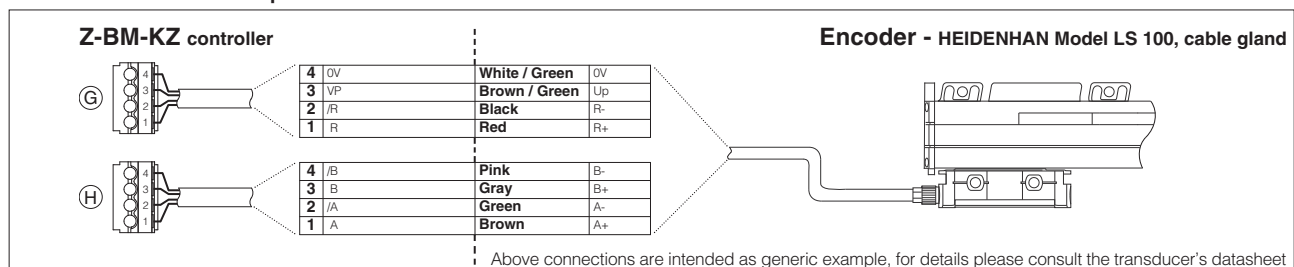 Z-BM-KZ controller
Encoder - HEIDENHAN Model LS 100, cable gland
G
4
3
2
1
4 0V White / Green 0V
3 VP Brown / Green Up
2 /R Black R-
1 R Red R+
H
4
3
2
1
4 /B Pink B-
3 B Gray B+
2 /A Green A-
1 A Brown A+
Above connections are intended as generic example, for details please consult the transducer's datasheet